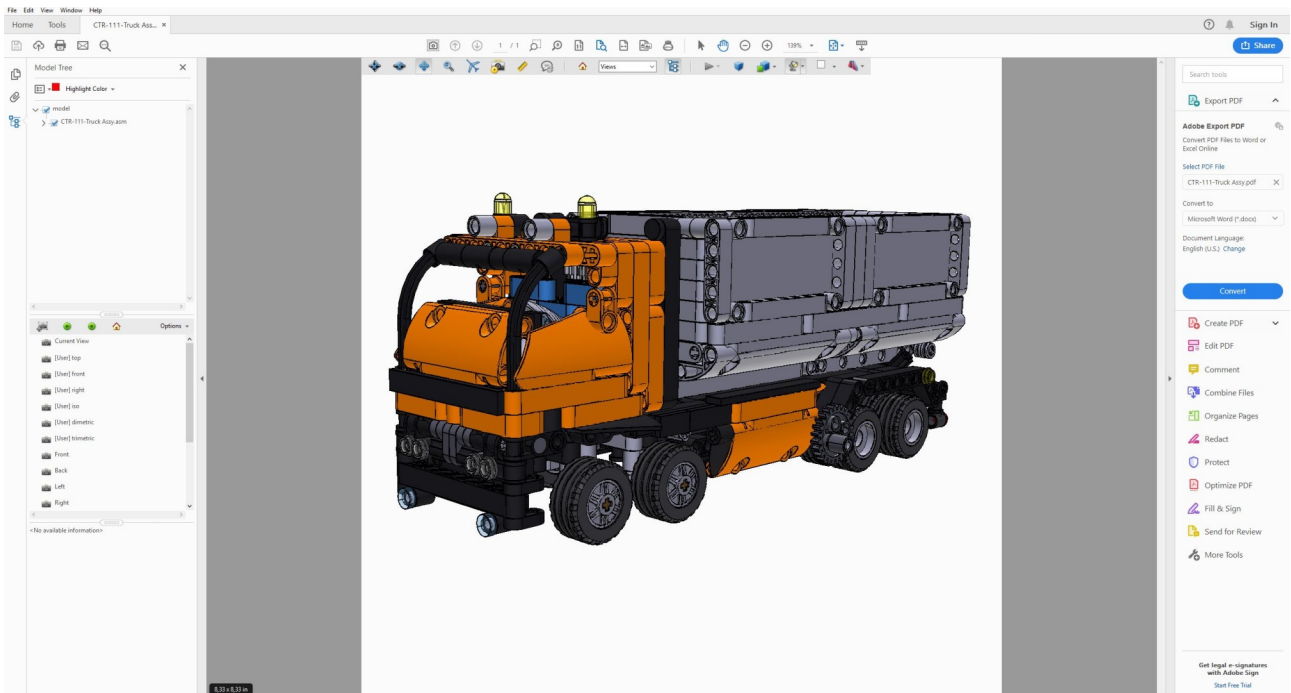 File Edit View Window Help
Home Tools CTR-111-Truck Ass... ×
Sign In
1 / 1
139%
Share
Model Tree
Views
Search tools
Highlight Color
model
CTR-111-Truck Assy.asm
Export PDF
Adobe Export PDF
Convert PDF Files to Word or
Excel Online
Select PDF File
CTR-111-Truck Assy.pdf
Convert to
Microsoft Word (*.docx)
Document Language:
English (U.S.) Change
Convert
Options
Current View
[User] top
[User] front
[User] right
[User] iso
[User] dimetric
[User] trimetric
Front
Back
Left
Right
<No available information>
Create PDF
Edit PDF
Comment
Combine Files
Organize Pages
Redact
Protect
Optimize PDF
Fill & Sign
Send for Review
More Tools
Get legal e-signatures
with Adobe Sign
Start Free Trial
8,33 x 8,33 in